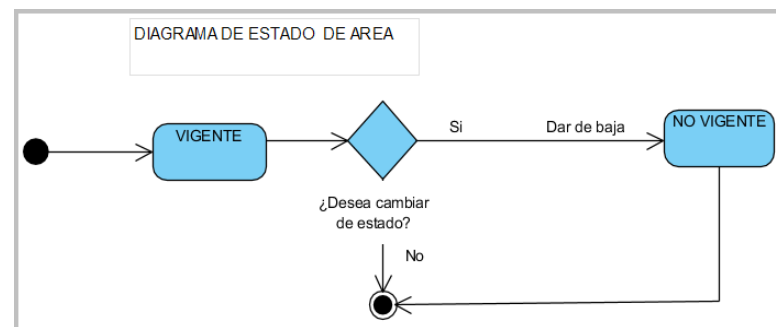 DIAGRAMA DE ESTADO DE AREA
VIGENTE
Si
Dar de baja
NO VIGENTE
¿Desea cambiar
de estado?
No